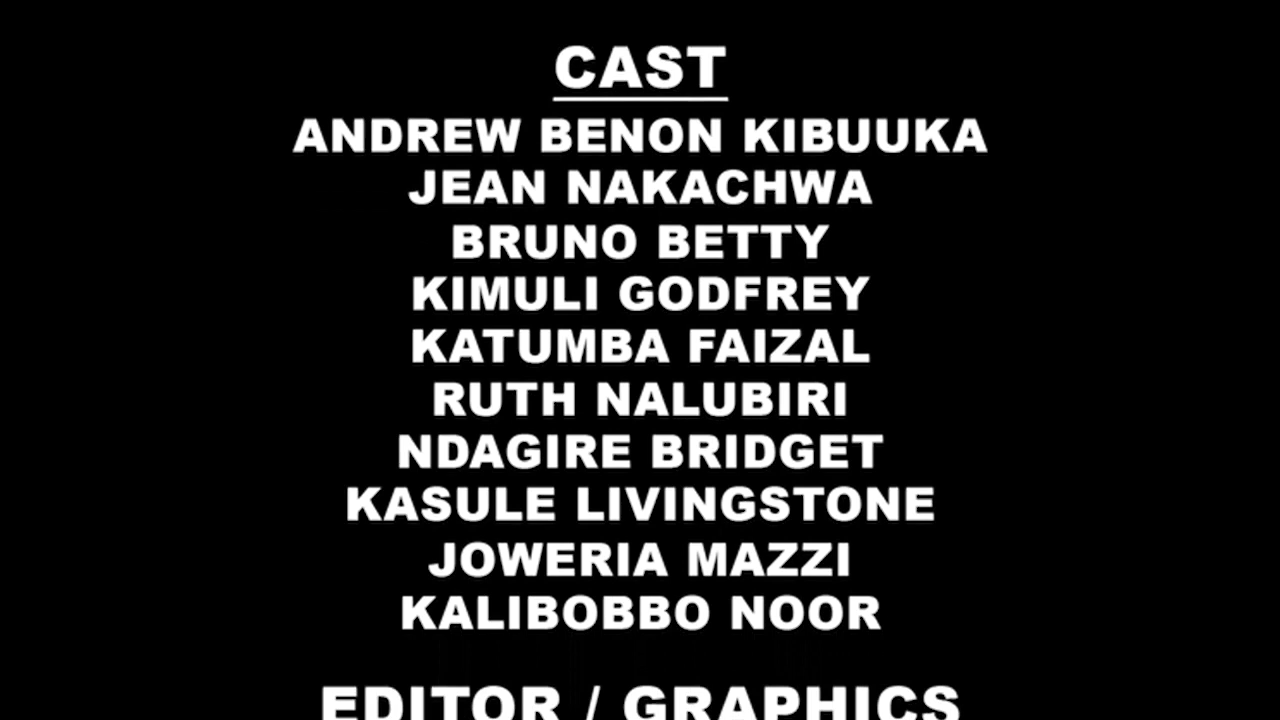 CAST
ANDREW BENON KIBUUKA
JEAN NAKACHWA
BRUNO BETTY
KIMULI GODFREY
KATUMBA FAIZAL
RUTH NALUBIRI
NDAGIRE BRIDGET
KASULE LIVINGSTONE
JOWERIA MAZZI
KALIBOBBO NOOR
EDITOR / GRAPHICS